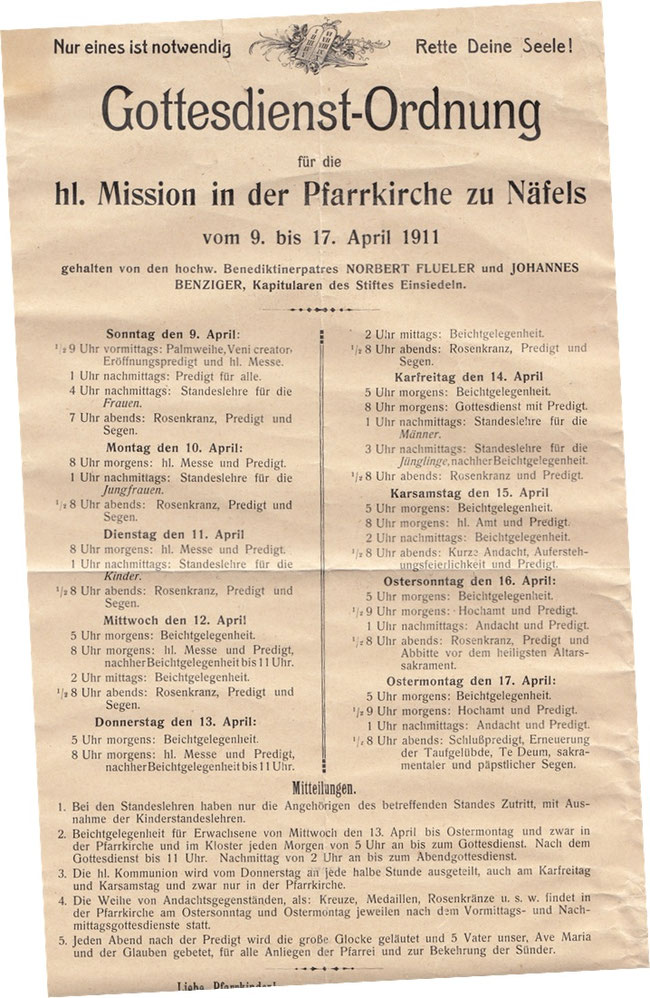 Nur eines ist notwendig
Rette Deine Seele!
Gottesdienst-Ordnung
für die
hl. Mission in der Pfarrkirche zu Näfels
vom 9. bis 17. April 1911
gehalten von den hochw. Benediktinerpatres NORBERT FLUELER und JOHANNES
BENZIGER, Kapitularen des Stiftes Einsiedeln.
Sonntag den 9. April:
1/2 9 Uhr vormittags: Palmweihe, Veni creator,
Eröffnungspredigt und hl. Messe.
1 Uhr nachmittags: Predigt für alle.
4 Uhr nachmittags: Standeslehre für die
Frauen.
7 Uhr abends: Rosenkranz, Predigt und
Segen.
Montag den 10. April:
8 Uhr morgens: hl. Messe und Predigt.
1 Uhr nachmittags: Standeslehre für die
Jungfrauen.
1/2 8 Uhr abends: Rosenkranz, Predigt und
Segen.
Dienstag den 11. April
8 Uhr morgens: hl. Messe und Predigt.
1 Uhr nachmittags: Standeslehre für die
Kinder.
1/2 8 Uhr abends: Rosenkranz, Predigt und
Segen.
Mittwoch den 12. April
5 Uhr morgens: Beichtgelegenheit.
8 Uhr morgens: hl. Messe und Predigt,
nachher Beichtgelegenheit bis 11 Uhr.
2 Uhr mittags: Beichtgelegenheit.
1/2 8 Uhr abends: Rosenkranz, Predigt und
Segen.
Donnerstag den 13. April:
5 Uhr morgens: Beichtgelegenheit.
8 Uhr morgens: hl. Messe und Predigt,
nachher Beichtgelegenheit bis 11 Uhr.
2 Uhr mittags: Beichtgelegenheit.
1/2 8 Uhr abends: Rosenkranz, Predigt und
Segen.
Karfreitag den 14. April
5 Uhr morgens: Beichtgelegenheit.
8 Uhr morgens: Gottesdienst mit Predigt.
1 Uhr nachmittags: Standeslehre für die
Männer.
3 Uhr nachmittags: Standeslehre für die
Jünglinge, nachher Beichtgelegenheit.
1/2 8 Uhr abends: Rosenkranz und Predigt.
Karsamstag den 15. April
5 Uhr morgens: Beichtgelegenheit.
8 Uhr morgens: hl. Amt und Predigt.
2 Uhr nachmittags: Beichtgelegenheit.
1/2 8 Uhr abends: Kurze Andacht, Aufersteh-
ungsfeierlichkeit und Predigt.
Ostersonntag den 16. April:
5 Uhr morgens: Beichtgelegenheit.
1/2 9 Uhr morgens: Hochamt und Predigt.
1 Uhr nachmittags: Andacht und Predigt.
1/2 8 Uhr abends: Rosenkranz, Predigt und
Abbitte vor dem heiligsten Altars-
sakrament.
Ostermontag den 17. April:
5 Uhr morgens: Beichtgelegenheit.
1/2 9 Uhr morgens: Hochamt und Predigt.
1 Uhr nachmittags: Andacht und Predigt.
1/2 8 Uhr abends: Schlußpredigt, Erneuerung
der Taufgelübde, Te Deum, sakra-
mentaler und päpstlicher Segen.
Mitteilungen.
1. Bei den Standeslehren haben nur die Angehörigen des betreffenden Standes Zutritt, mit Aus-
nahme der Kinderstandeslehren.
2. Beichtgelegenheit für Erwachsene von Mittwoch den 13. April bis Ostermontag und zwar in
der Pfarrkirche und im Kloster jeden Morgen von 5 Uhr an bis zum Gottesdienst. Nach dem
Gottesdienst bis 11 Uhr. Nachmittag von 2 Uhr an bis zum Abendgottesdienst.
3. Die hl. Kommunion wird vom Donnerstag an jede halbe Stunde ausgeteilt, auch am Karfreitag
und Karsamstag und zwar nur in der Pfarrkirche.
4. Die Weihe von Andachtsgegenständen, als: Kreuze, Medaillen, Rosenkränze u. s. w. findet in
der Pfarrkirche am Ostersonntag und Ostermontag jeweilen nach dem Vormittags- und Nach-
mittagsgottesdienste statt.
5. Jeden Abend nach der Predigt wird die große Glocke geläutet und 5 Vater unser, Ave Maria
und der Glauben gebetet, für alle Anliegen der Pfarrei und zur Bekehrung der Sünder.
Liebe Pfarrkinder!